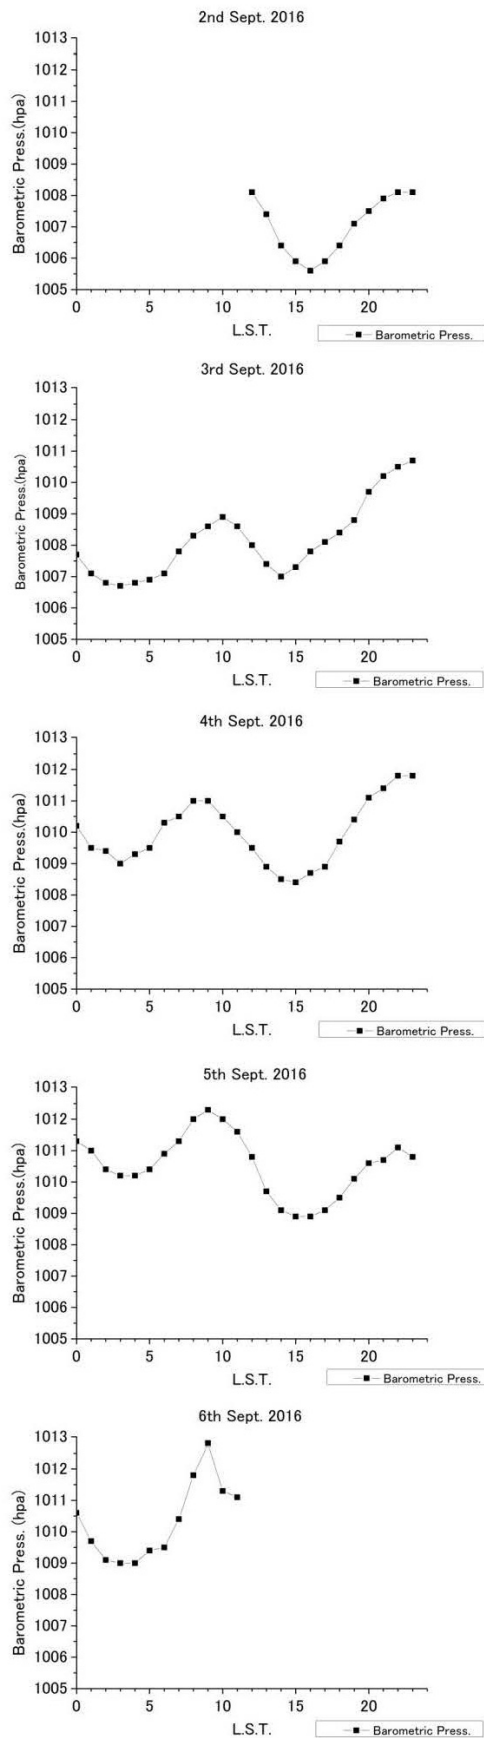 2nd Sept. 2016
1013
1012
1011
1010
1009
1008
1007
1006
1005
Barometric Press.(hpa)
0 5 10 15 20
L.S.T.
Barometric Press.
3rd Sept. 2016
1013
1012
1011
1010
1009
1008
1007
1006
1005
Barometric Press.(hpa)
0 5 10 15 20
L.S.T.
Barometric Press.
4th Sept. 2016
1013
1012
1011
1010
1009
1008
1007
1006
1005
Barometric Press.(hpa)
0 5 10 15 20
L.S.T.
Barometric Press.
5th Sept. 2016
1013
1012
1011
1010
1009
1008
1007
1006
1005
Barometric Press.(hpa)
0 5 10 15 20
L.S.T.
Barometric Press.
6th Sept. 2016
1013
1012
1011
1010
1009
1008
1007
1006
1005
Barometric Press. (hpa)
0 5 10 15 20
L.S.T.
Barometric Press.